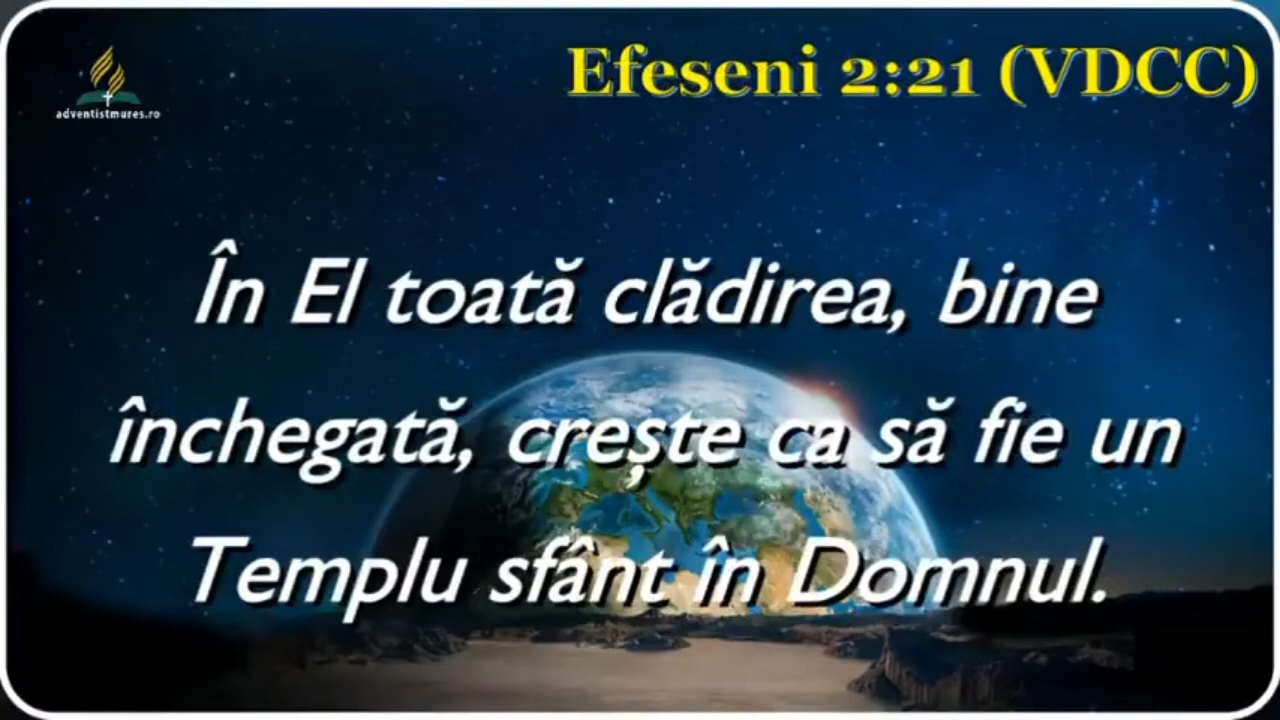 Efeseni 2:21 (VDCC)
adventistmures.ro
În El toată clădirea, bine
închegată, crește ca să fie un
Templu sfânt în Domnul.